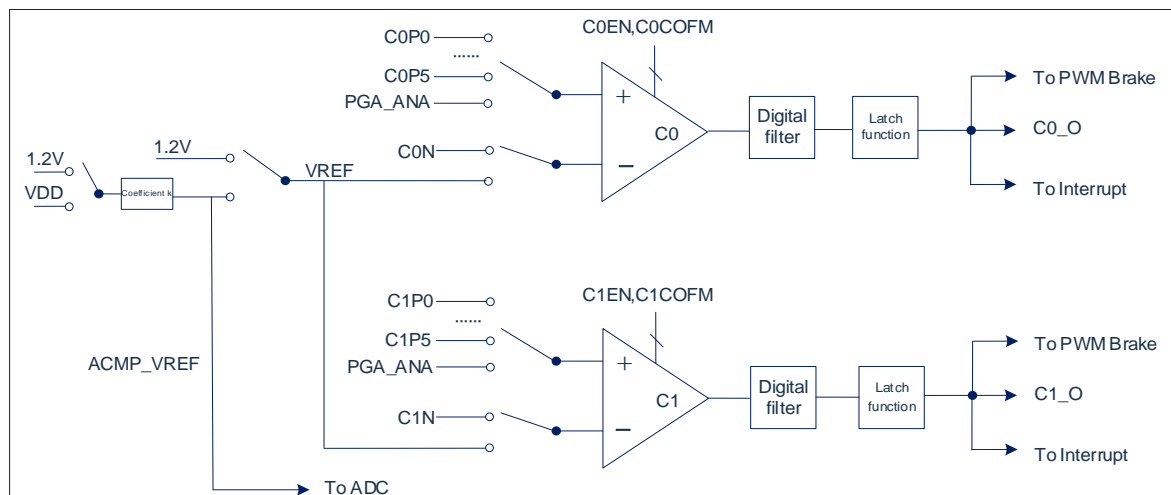 C0P0
......
C0P5
PGA_ANA
C0N
C0EN,C0COFM
+
−
C0
Digital
filter
Latch
function
To PWM Brake
C0_O
To Interrupt
1.2V
VDD
Coefficient k
1.2V
VREF
ACMP_VREF
To ADC
C1P0
......
C1P5
PGA_ANA
C1N
C1EN,C1COFM
+
−
C1
Digital
filter
Latch
function
To PWM Brake
C1_O
To Interrupt